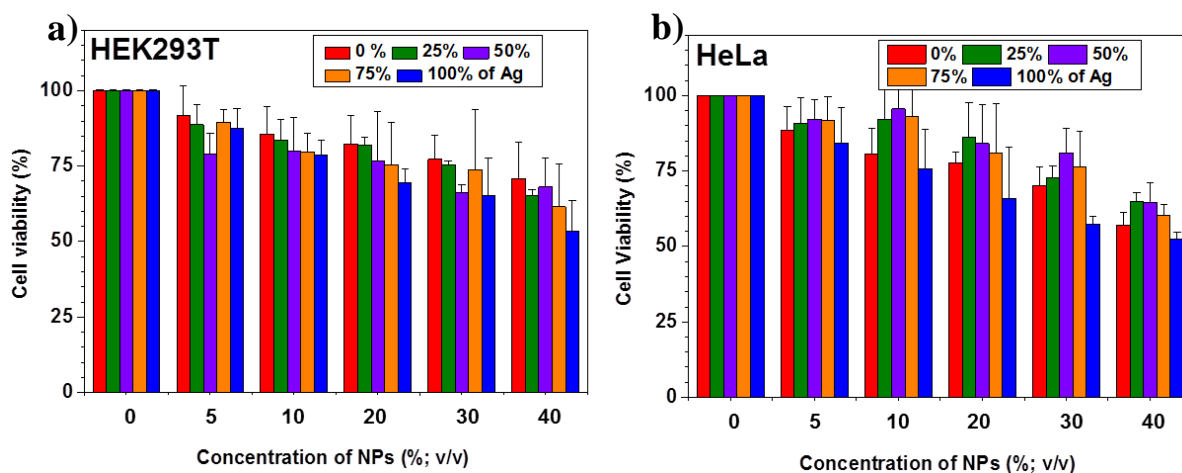 a)
HEK293T
0 % 25% 50%
75% 100% of Ag
100
75
50
25
0
Cell viability (%)
0 5 10 20 30 40
Concentration of NPs (%; v/v)
b)
HeLa
0% 25% 50%
75% 100% of Ag
100
75
50
25
0
Cell Viability (%)
0 5 10 20 30 40
Concentration of NPs (%; v/v)